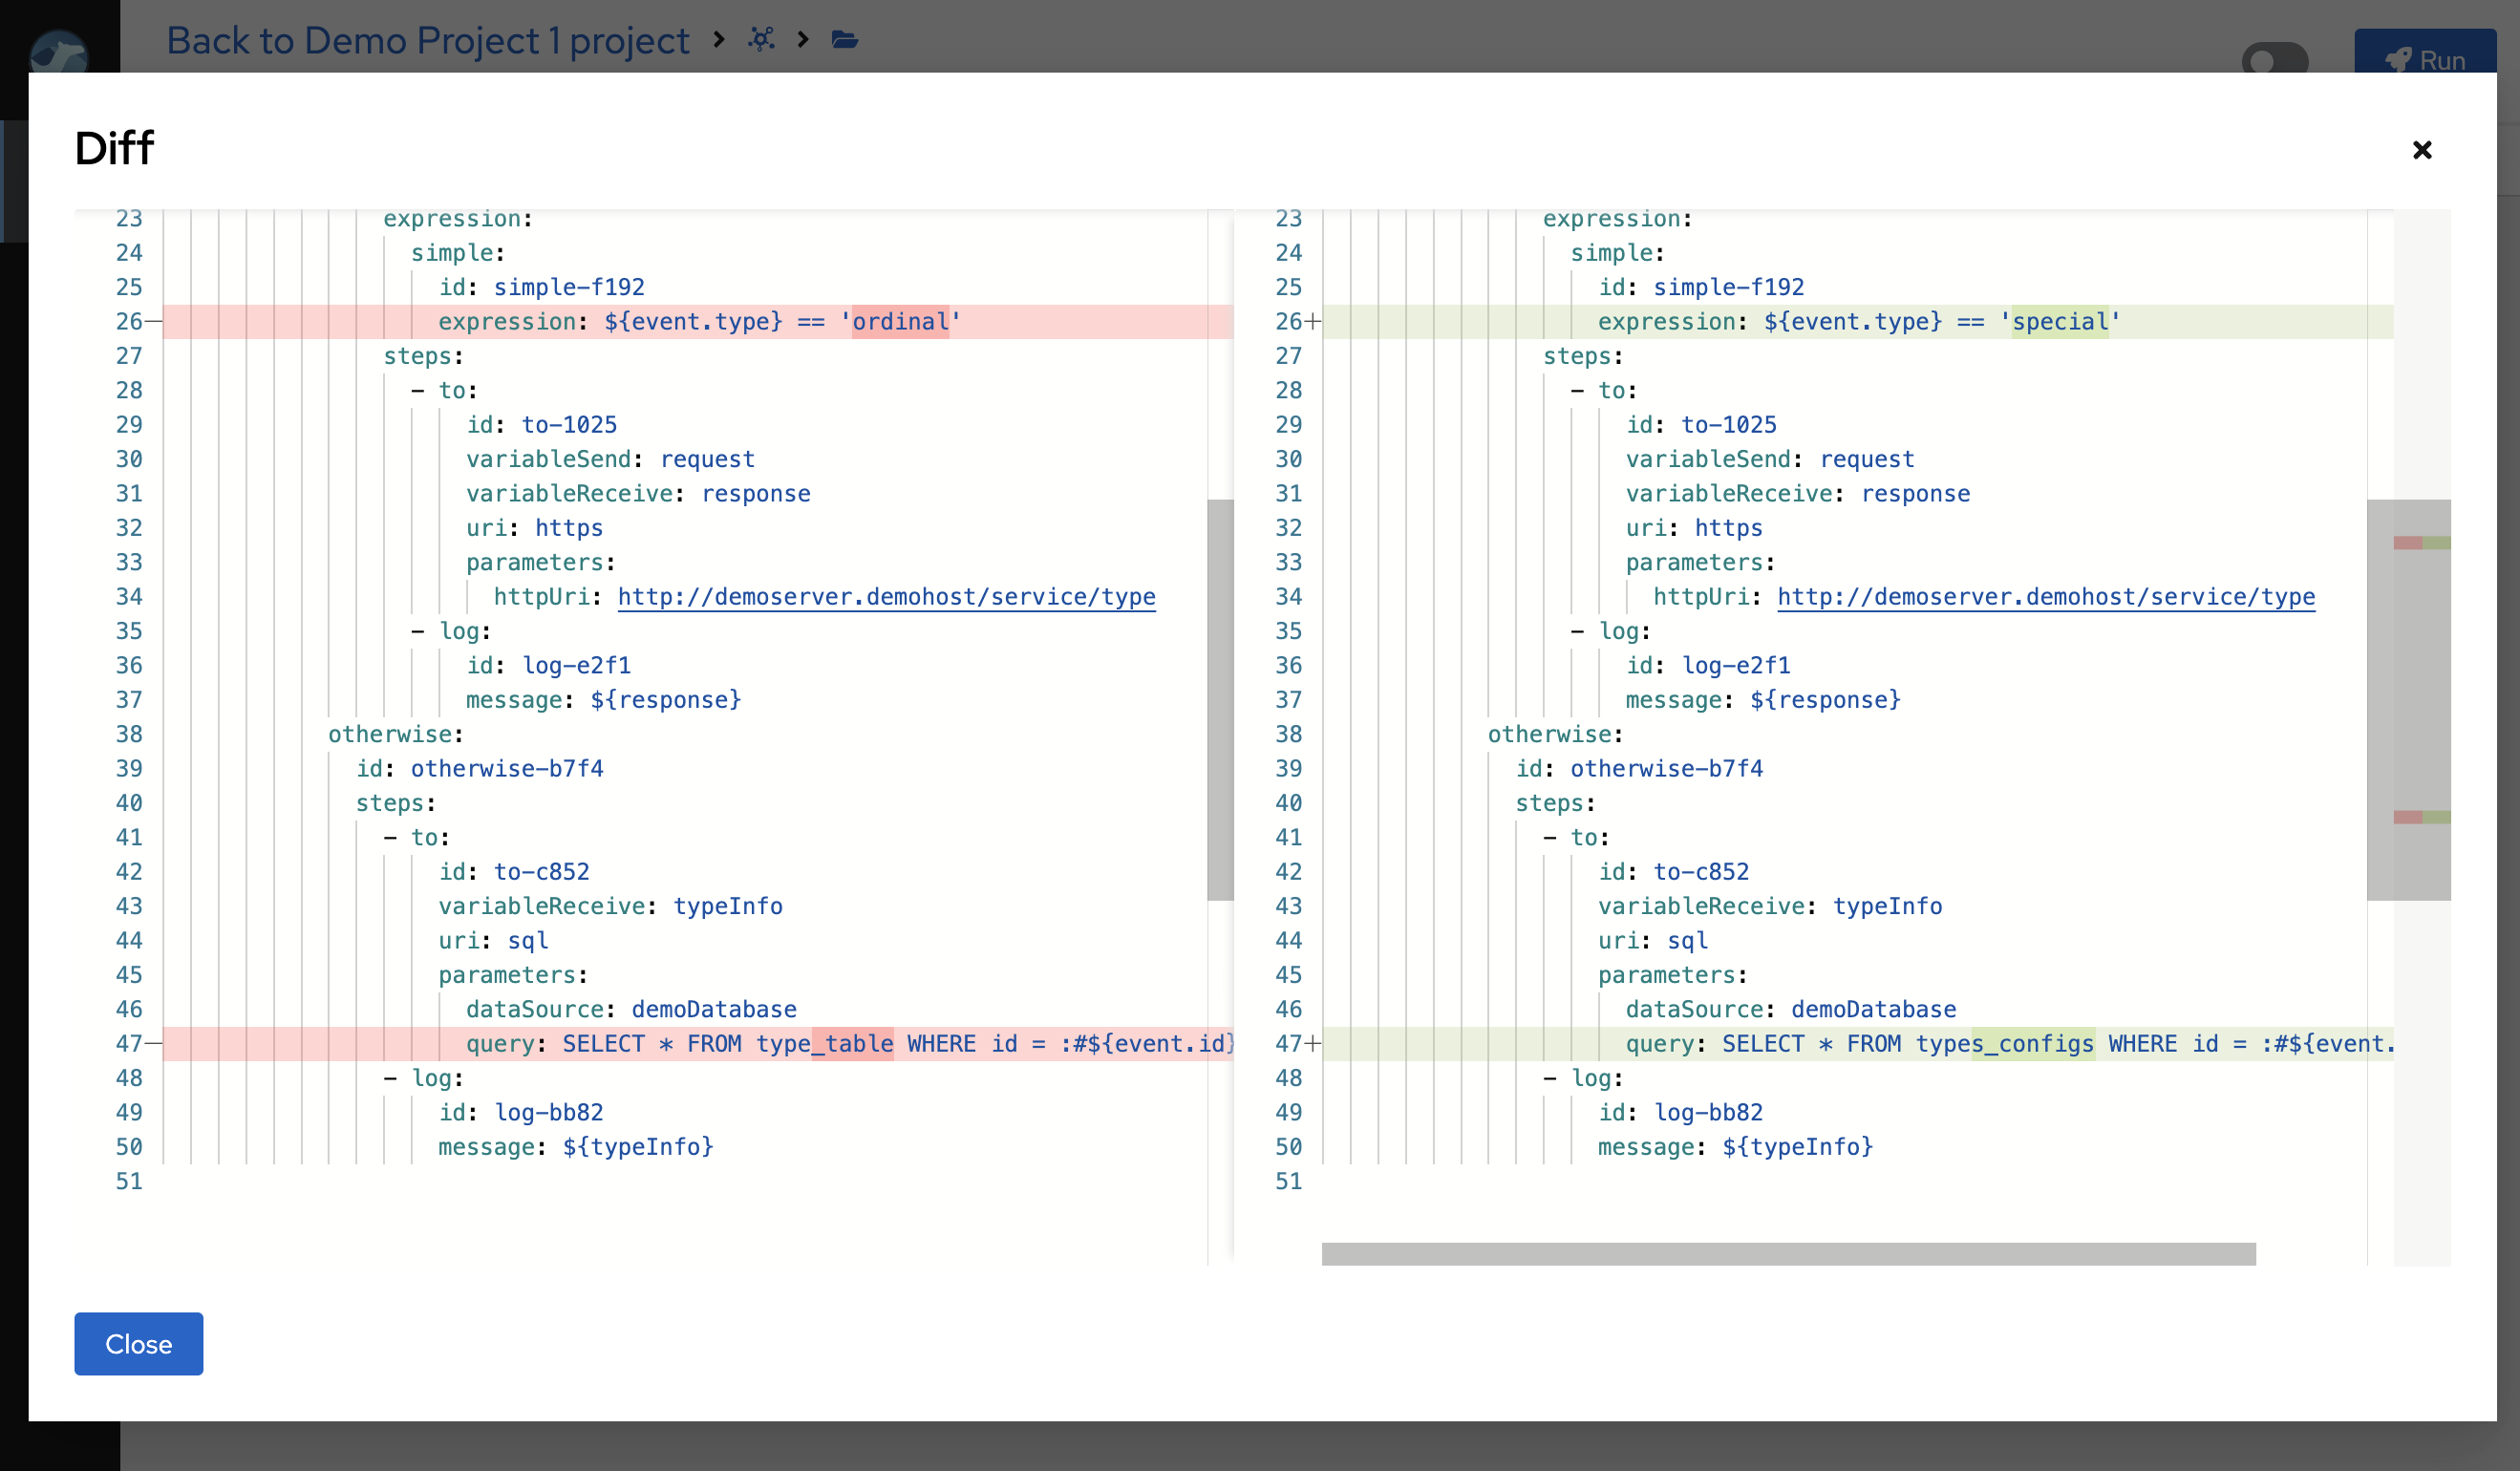 Back to Demo Project 1 project
Run
Diff
23 expression:
24 simple:
25 id: simple-f192
26 expression: ${event.type} == 'ordinal'
27 steps:
28 - to:
29 id: to-1025
30 variableSend: request
31 variableReceive: response
32 uri: https
33 parameters:
34 httpUri: http://demoserver.demohost/service/type
35 - log:
36 id: log-e2f1
37 message: ${response}
38 otherwise:
39 id: otherwise-b7f4
40 steps:
41 - to:
42 id: to-c852
43 variableReceive: typeInfo
44 uri: sql
45 parameters:
46 dataSource: demoDatabase
47 query: SELECT * FROM type_table WHERE id = :#${event.id}
48 - log:
49 id: log-bb82
50 message: ${typeInfo}
51
23 expression:
24 simple:
25 id: simple-f192
26+ expression: ${event.type} == 'special'
27 steps:
28 - to:
29 id: to-1025
30 variableSend: request
31 variableReceive: response
32 uri: https
33 parameters:
34 httpUri: http://demoserver.demohost/service/type
35 - log:
36 id: log-e2f1
37 message: ${response}
38 otherwise:
39 id: otherwise-b7f4
40 steps:
41 - to:
42 id: to-c852
43 variableReceive: typeInfo
44 uri: sql
45 parameters:
46 dataSource: demoDatabase
47+ query: SELECT * FROM types_configs WHERE id = :#${event.
48 - log:
49 id: log-bb82
50 message: ${typeInfo}
51
Close